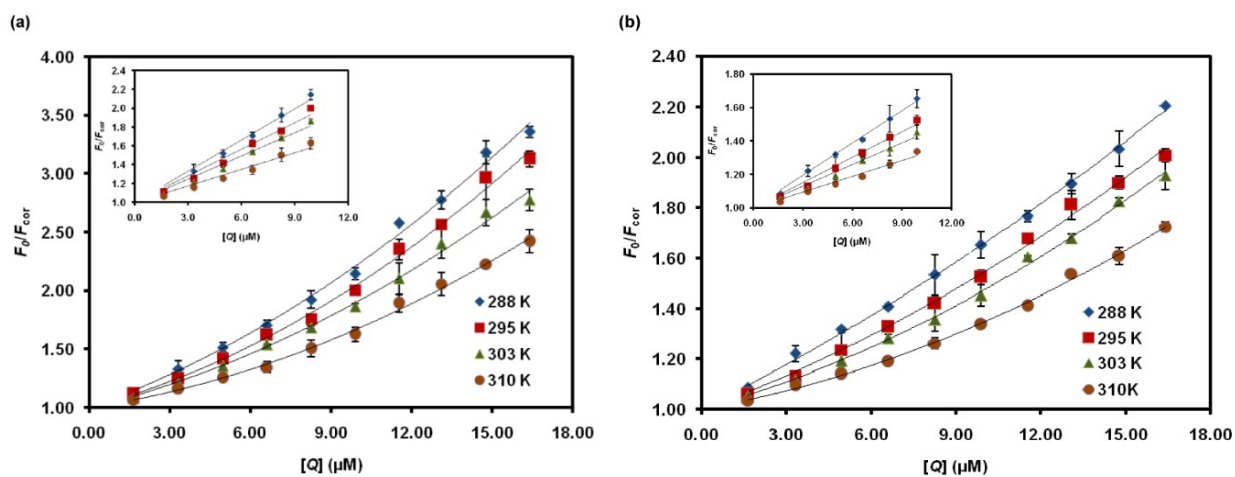 (a)
F0/Fcor
4.00
3.50
3.00
2.50
2.00
1.50
1.00
0.00 3.00 6.00 9.00 12.00 15.00 18.00
[Q] (µM)
F0/Fcor
2.4
2.2
2.0
1.8
1.6
1.4
1.2
1.0
0.0 3.0 6.0 9.0 12.0
[Q] (µM)
288 K
295 K
303 K
310K
(b)
F0/Fcor
2.40
2.20
2.00
1.80
1.60
1.40
1.20
1.00
0.00 3.00 6.00 9.00 12.00 15.00 18.00
[Q] (µM)
F0/Fcor
1.80
1.60
1.40
1.20
1.00
0.00 3.00 6.00 9.00 12.00
[Q] (µM)
288 K
295 K
303 K
310K